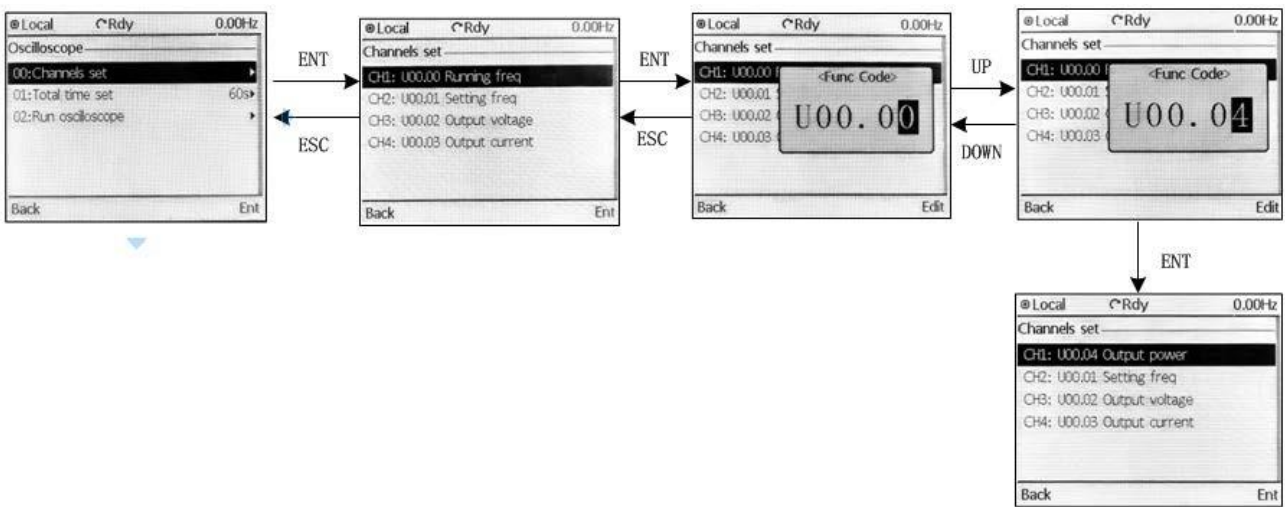 Local Rdy 0.00Hz
Oscilloscope
00:Channels set
01:Total time set 60s
02:Run oscilloscope
Back Ent
ENT
ESC
Local Rdy 0.00Hz
Channels set
CH1: U00.00 Running freq
CH2: U00.01 Setting freq
CH3: U00.02 Output voltage
CH4: U00.03 Output current
Back Ent
ENT
ESC
Local Rdy 0.00Hz
Channels set
CH1: U00.00
CH2: U00.01
CH3: U00.02
CH4: U00.03
<Func Code>
U00.00
Back Edit
UP
DOWN
Local Rdy 0.00Hz
Channels set
CH1: U00.00
CH2: U00.01
CH3: U00.02
CH4: U00.03
<Func Code>
U00.04
Back Edit
ENT
Local Rdy 0.00Hz
Channels set
CH1: U00.04 Output power
CH2: U00.01 Setting freq
CH3: U00.02 Output voltage
CH4: U00.03 Output current
Back Ent